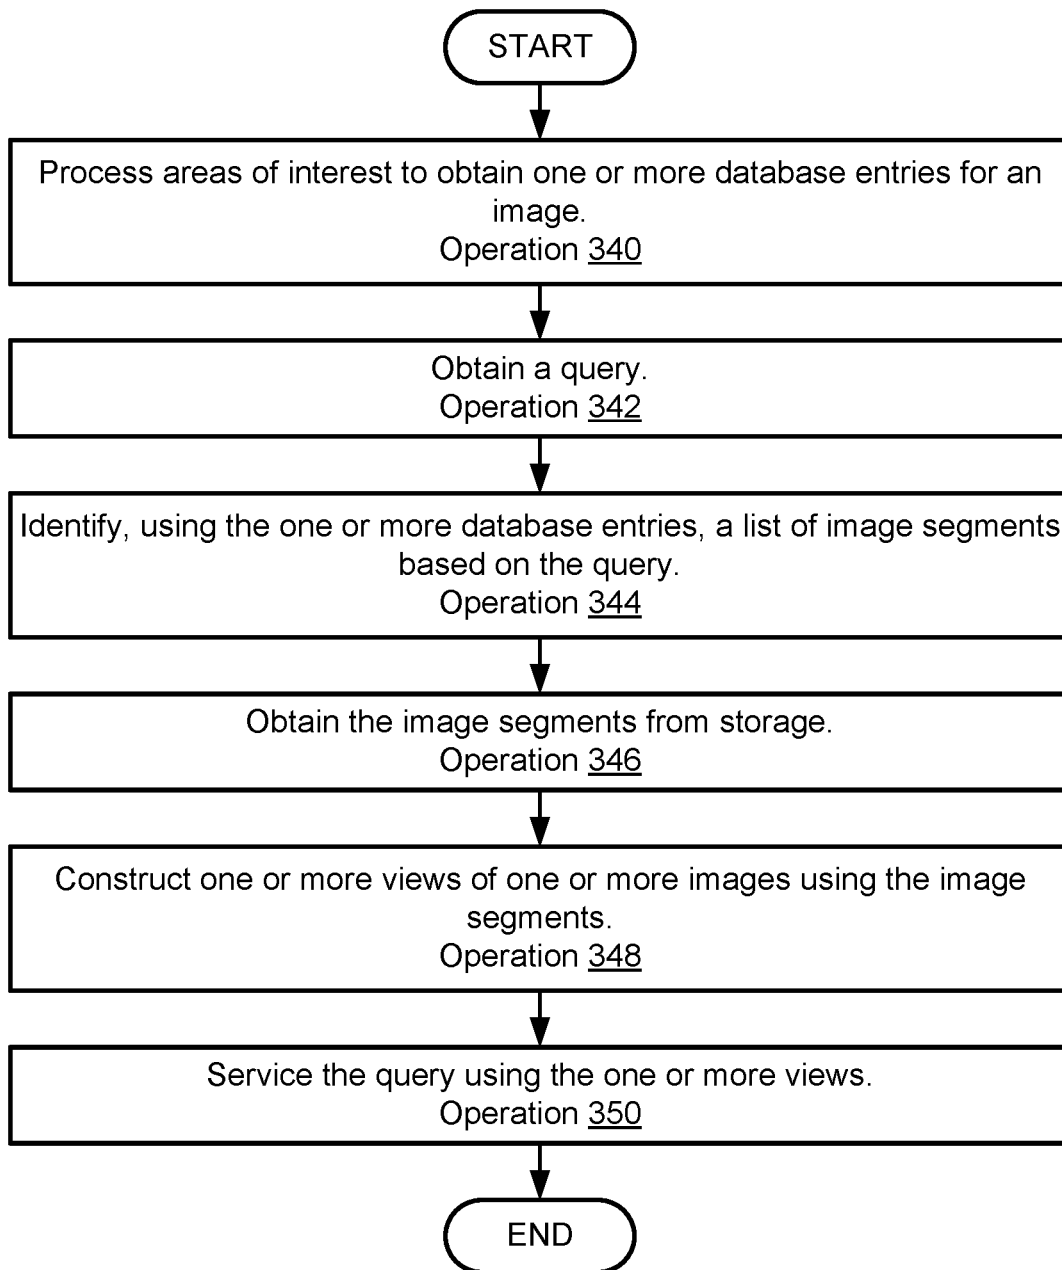 START
Process areas of interest to obtain one or more database entries for an
image.
Operation 340
Obtain a query.
Operation 342
Identify, using the one or more database entries, a list of image segments
based on the query.
Operation 344
Obtain the image segments from storage.
Operation 346
Construct one or more views of one or more images using the image
segments.
Operation 348
Service the query using the one or more views.
Operation 350
END